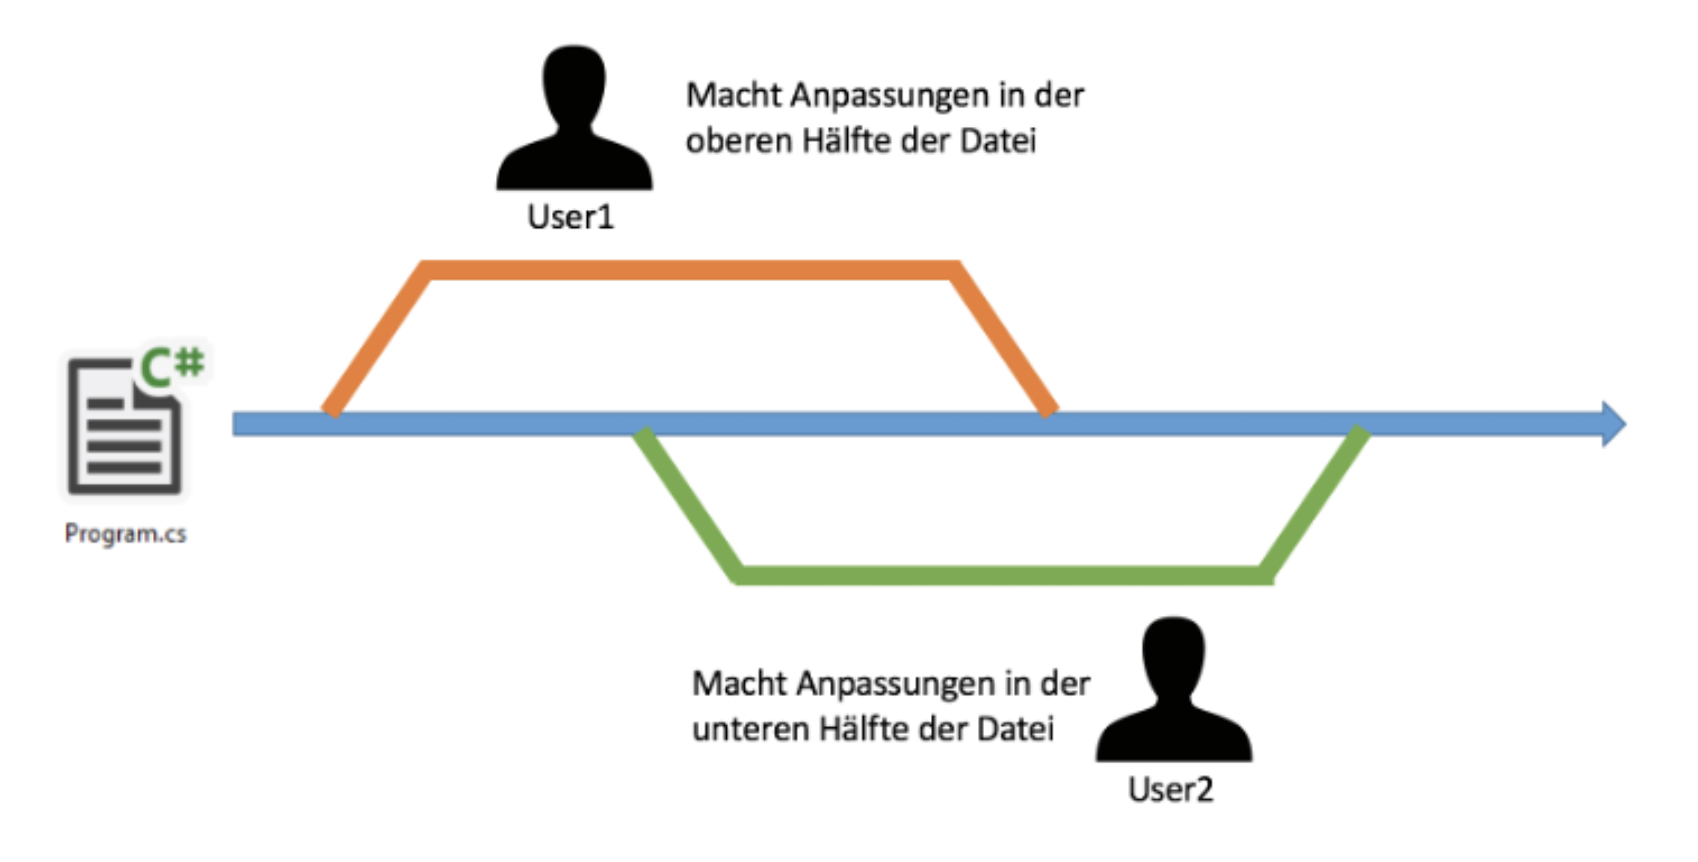 Macht Anpassungen in der
oberen Hälfte der Datei
User1
C#
Program.cs
Macht Anpassungen in der
unteren Hälfte der Datei
User2